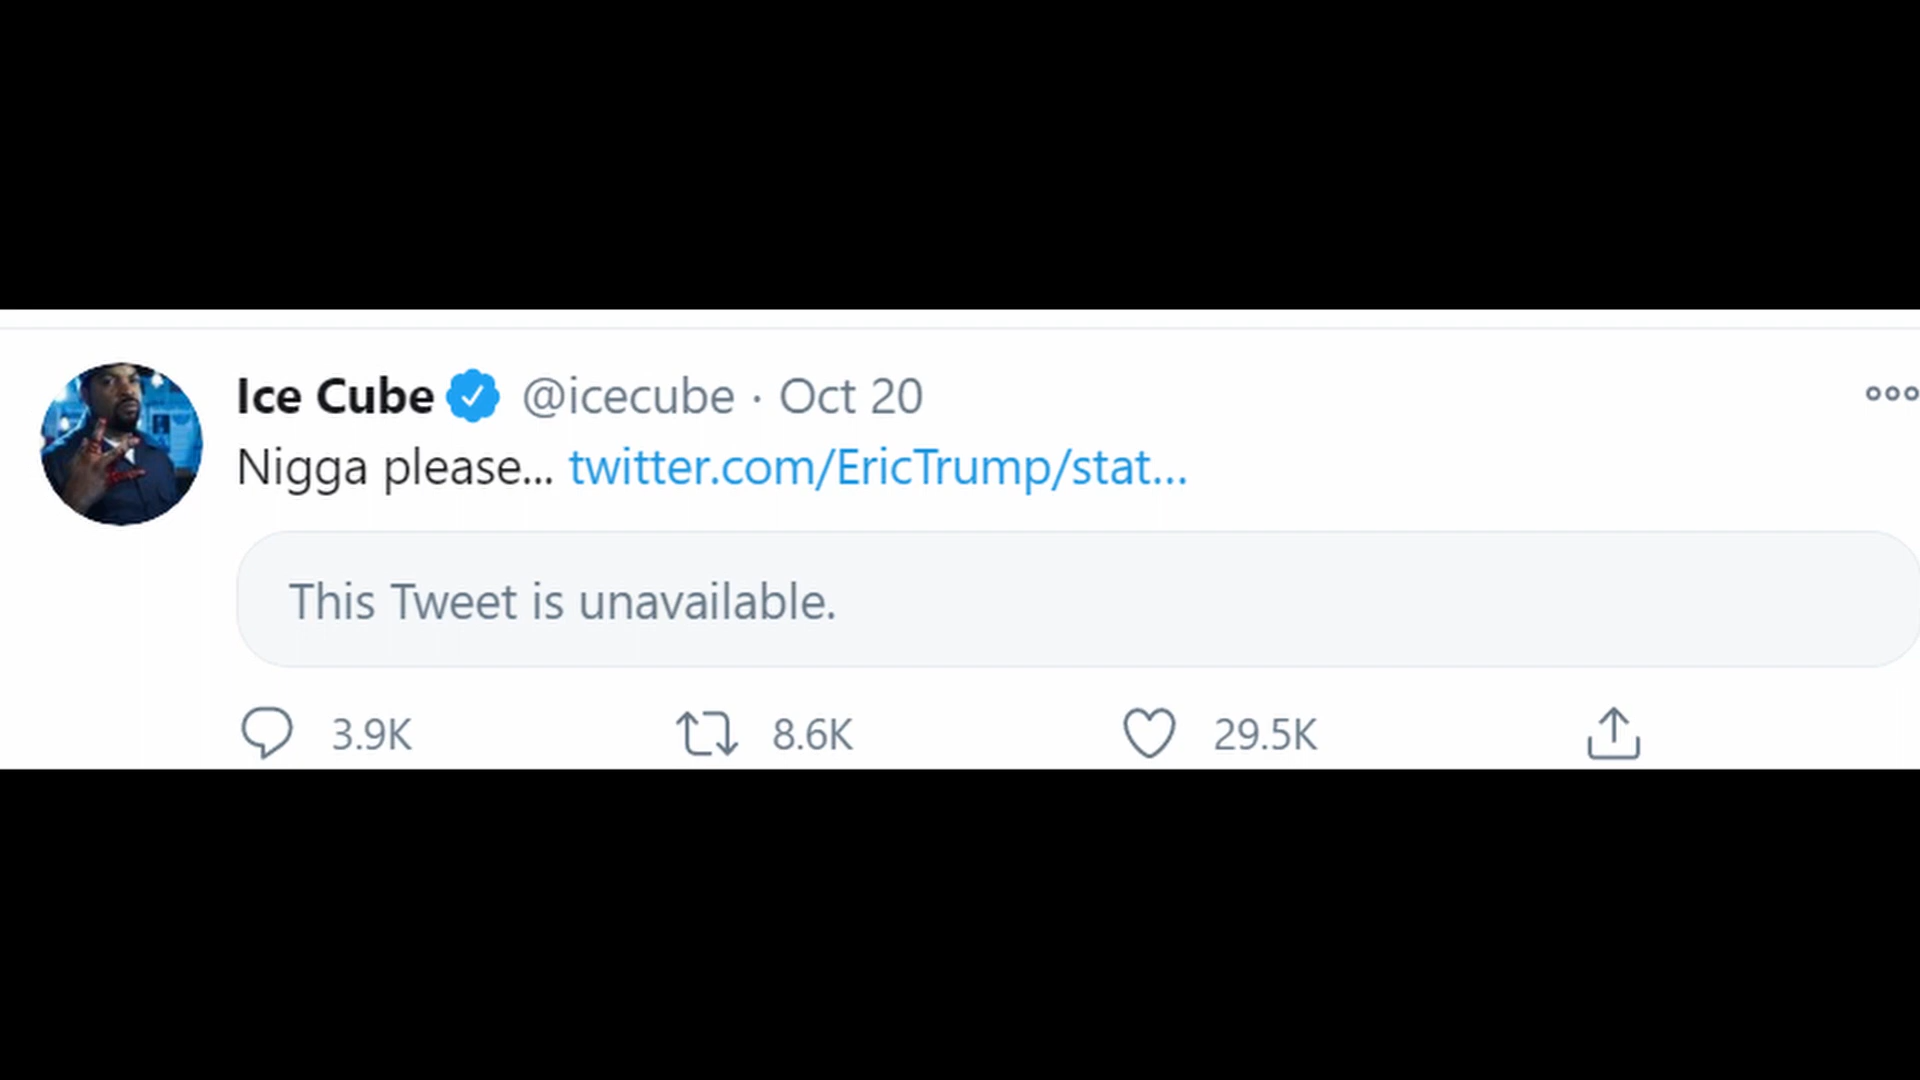 Ice Cube @icecube · Oct 20
Nigga please... twitter.com/EricTrump/stat...
This Tweet is unavailable.
3.9K 8.6K 29.5K